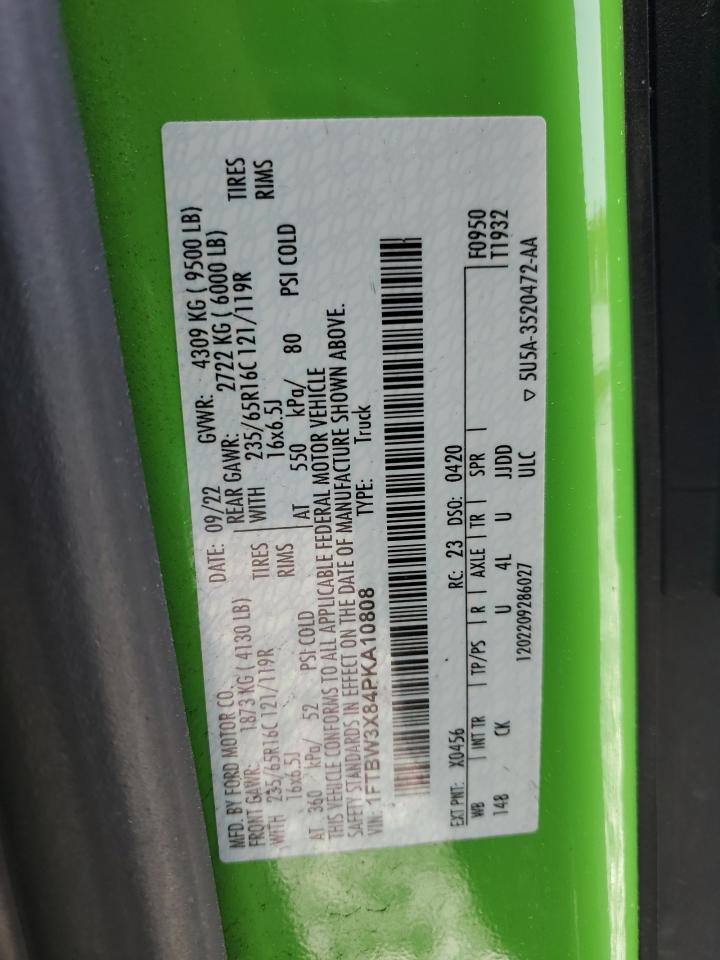 MFD. BY FORD MOTOR CO. DATE: 09/22 GVWR: 4309 KG ( 9500 LB)
FRONT GAWR: 1873 KG ( 4130 LB) REAR GAWR: 2722 KG ( 6000 LB)
WITH 235/65R16C 121/119R TIRES WITH 235/65R16C 121/119R TIRES
16x6.5J RIMS 16x6.5J RIMS
AT 360 kPa/ 52 PSI COLD AT 550 kPa/ 80 PSI COLD
THIS VEHICLE CONFORMS TO ALL APPLICABLE FEDERAL MOTOR VEHICLE
SAFETY STANDARDS IN EFFECT ON THE DATE OF MANUFACTURE SHOWN ABOVE.
VIN: 1FTBW3X84PKA10808 TYPE: Truck
EXT PNT: X0456 RC: 23 DSO: 0420 F0950
WB INT TR TP/PS R AXLE TR SPR T1932
148 CK U 4L U JJDD
1202209286027 ULC ▽ 5U5A-3520472-AA